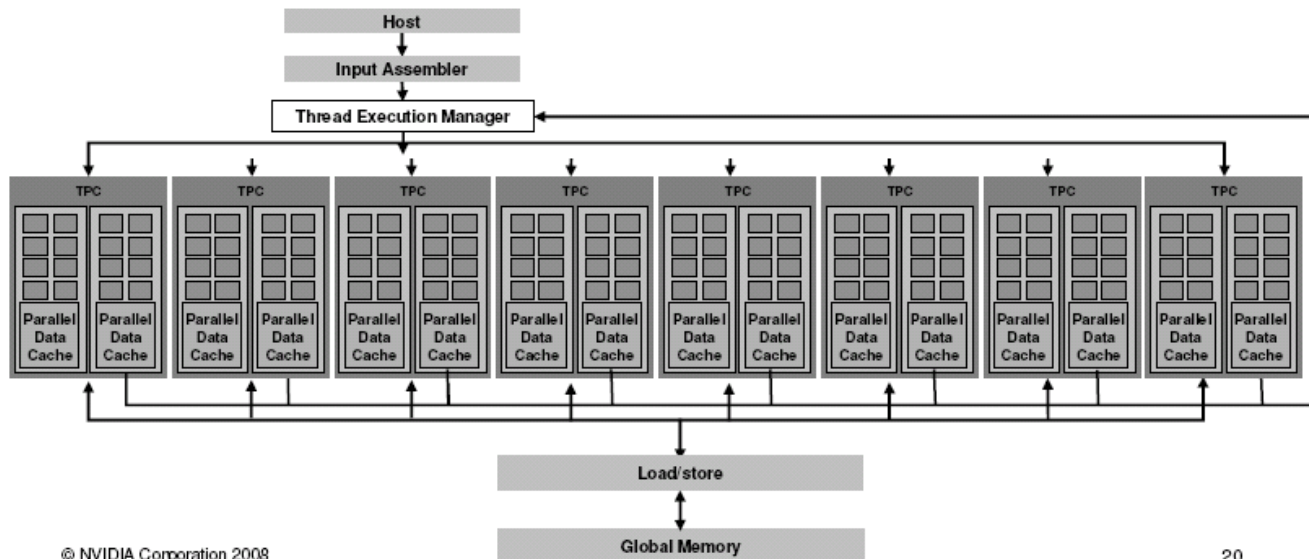 Host
Input Assembler
Thread Execution Manager
TPC TPC TPC TPC TPC TPC TPC TPC
Parallel Parallel Parallel Parallel Parallel Parallel Parallel Parallel Parallel Parallel Parallel Parallel Parallel Parallel Parallel Parallel
Data Data Data Data Data Data Data Data Data Data Data Data Data Data Data Data
Cache Cache Cache Cache Cache Cache Cache Cache Cache Cache Cache Cache Cache Cache Cache Cache
Load/store
Global Memory
© NVIDIA Corporation 2008
20